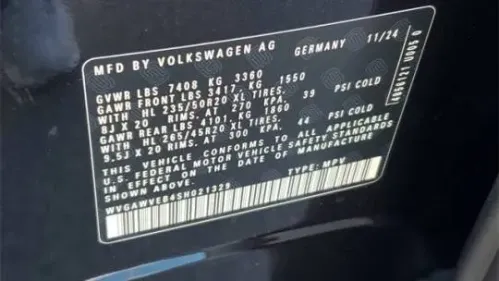 MFD BY VOLKSWAGEN AG GERMANY 11/24
GVWR LBS 7408 KG 3360
GAWR FRONT LBS 3417, KG 1550
WITH HL 235/50R20 XL TIRES.
8J X 20 RIMS. AT 270 KPA. 39 PSI COLD
GAWR REAR LBS 4101, KG 1860
WITH HL 265/45R20 XL TIRES.
9.5J X 20 RIMS. AT 300 KPA. 44 PSI COLD
THIS VEHICLE CONFORMS TO ALL APPLICABLE
U.S. FEDERAL MOTOR VEHICLE SAFETY STANDARDS
IN EFFECT ON THE DATE OF MANUFACTURE
SHOWN ABOVE.
WVGAWVEB4SH021329 TYPE: MPV
4050121 U005 0